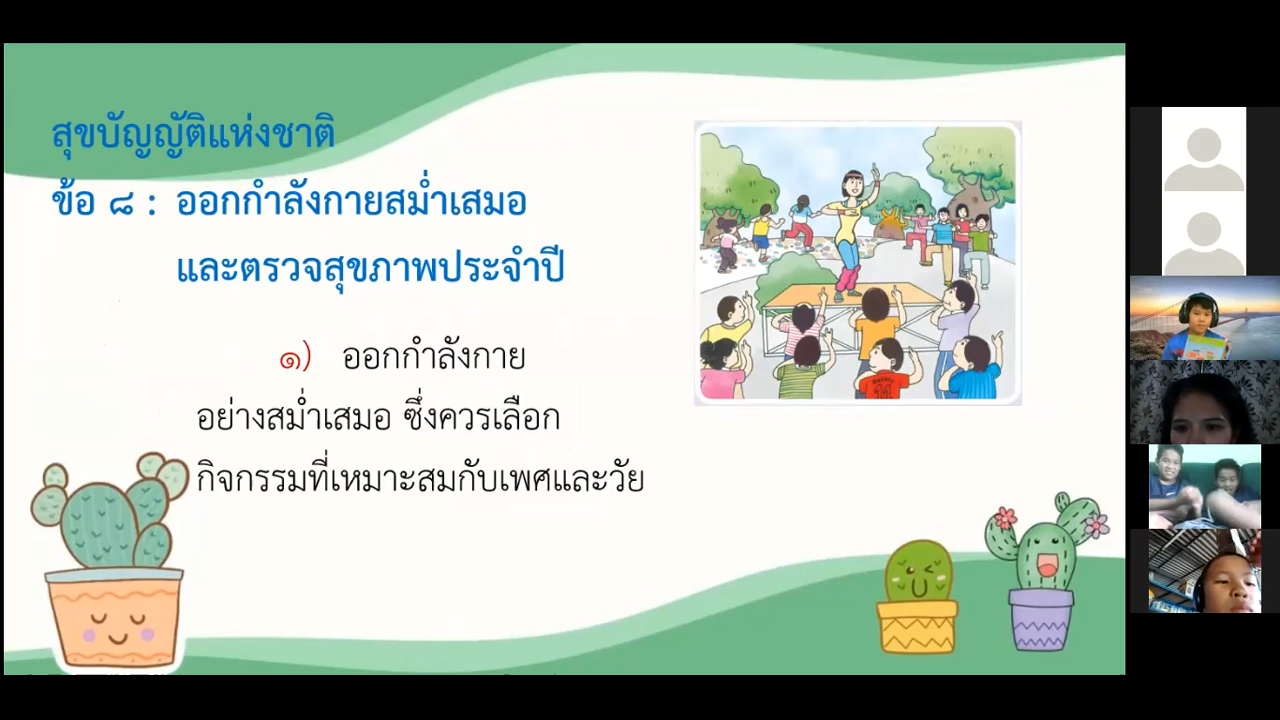 สุขบัญญัติแห่งชาติ
ข้อ ๘ : ออกกำลังกายสม่ำเสมอ
และตรวจสุขภาพประจำปี
๑) ออกกำลังกาย
อย่างสม่ำเสมอ ซึ่งควรเลือก
กิจกรรมที่เหมาะสมกับเพศและวัย
11